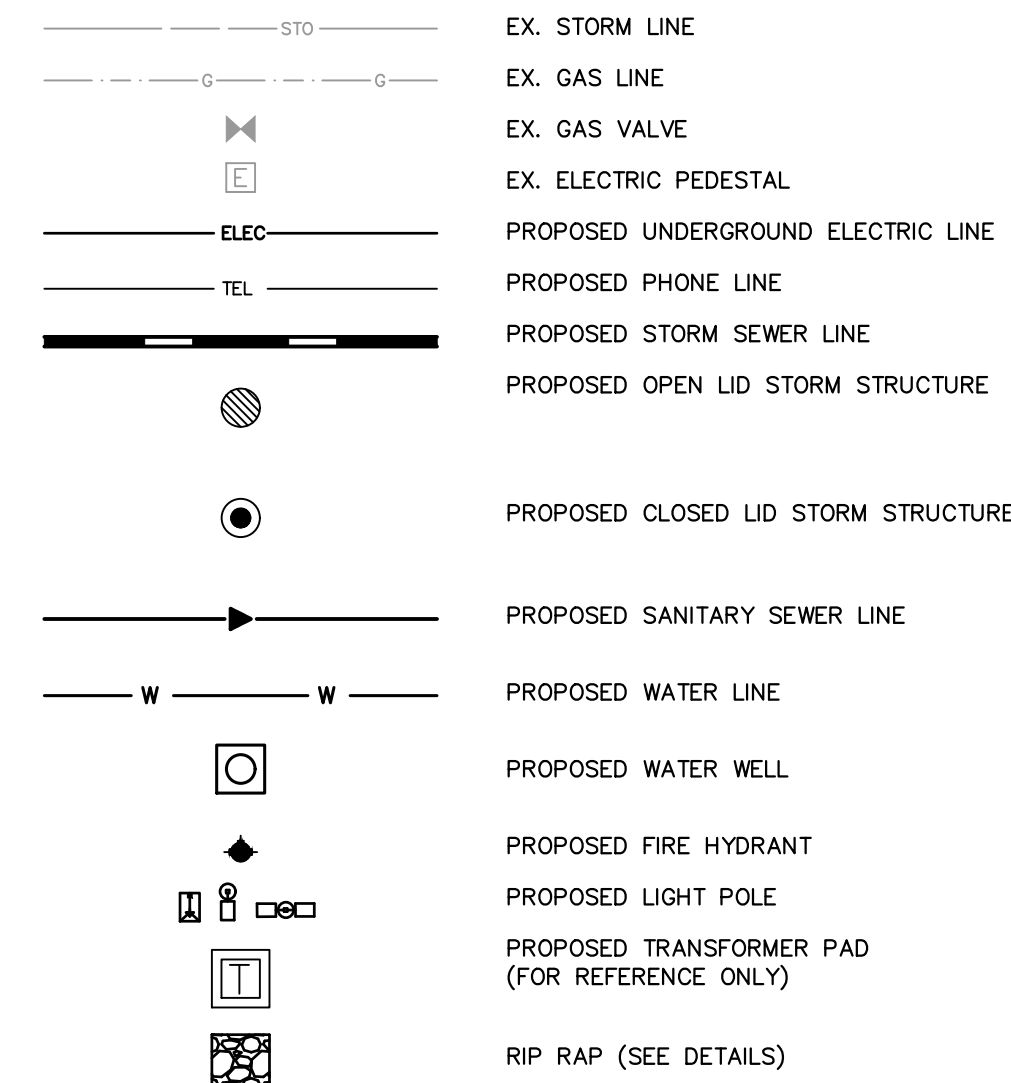 STO EX. STORM LINE
G G EX. GAS LINE
EX. GAS VALVE
E EX. ELECTRIC PEDESTAL
ELEC PROPOSED UNDERGROUND ELECTRIC LINE
TEL PROPOSED PHONE LINE
PROPOSED STORM SEWER LINE
PROPOSED OPEN LID STORM STRUCTURE
PROPOSED CLOSED LID STORM STRUCTURE
PROPOSED SANITARY SEWER LINE
W W PROPOSED WATER LINE
PROPOSED WATER WELL
PROPOSED FIRE HYDRANT
PROPOSED LIGHT POLE
PROPOSED TRANSFORMER PAD
T (FOR REFERENCE ONLY)
RIP RAP (SEE DETAILS)